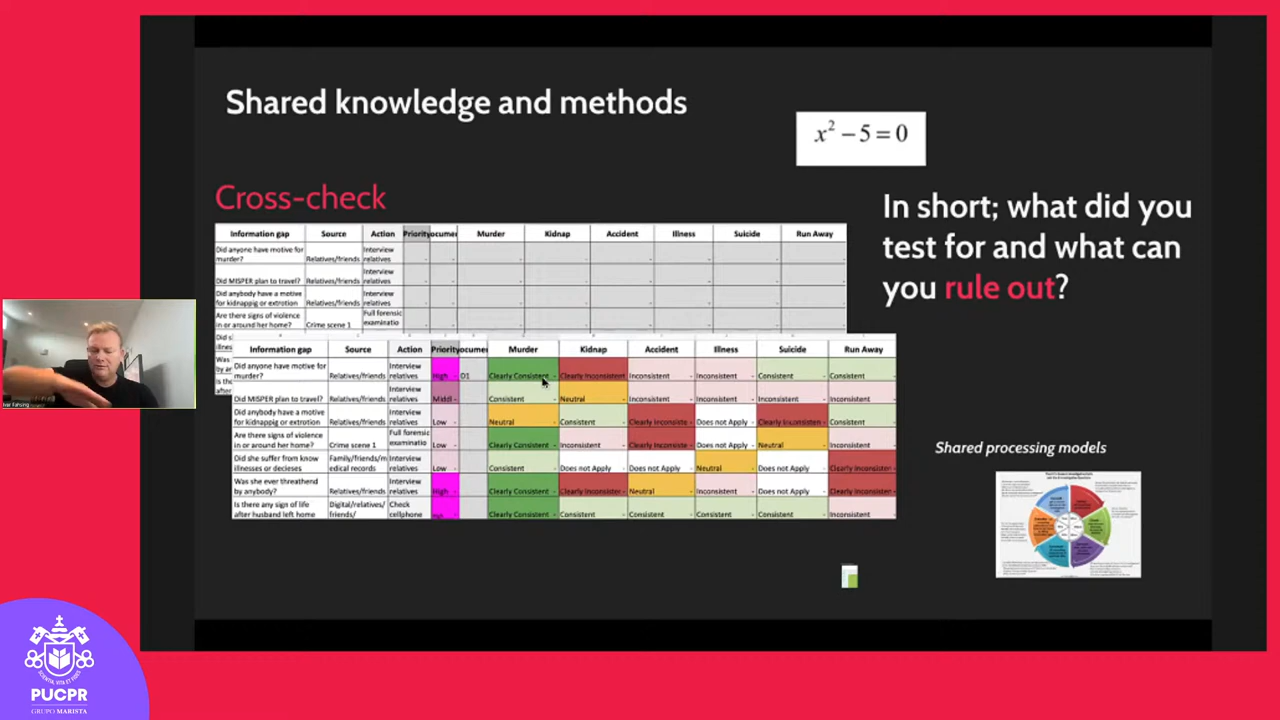 Shared knowledge and methods
x² – 5 = 0
Cross-check
In short; what did you
test for and what can
you rule out?
Information gap Source Action Priority ocumen Murder Kidnap Accident Illness Suicide Run Away
Did anyone have motive for murder? Relatives/friends Interview relatives
Did MISPER plan to travel? Relatives/friends Interview relatives
Did anybody have a motive for kidnappig or extrotion Relatives/friends Interview relatives
Are there signs of violence in or around her home? Crime scene 1 Full forensic examinatio
Information gap Source Action Priority ocumen Murder Kidnap Accident Illness Suicide Run Away
Did anyone have motive for murder? Relatives/friends Interview relatives High D1 Clearly Consistent Clearly Inconsistent Inconsistent Inconsistent Consistent Consistent
Did MISPER plan to travel? Relatives/friends Interview relatives Middl Consistent Neutral Inconsistent Inconsistent Inconsistent Inconsistent
Did anybody have a motive for kidnappig or extrotion Relatives/friends Interview relatives Low Neutral Consistent Clearly Inconsiste Does not Apply Clearly Inconsisten Consistent
Are there signs of violence in or around her home? Crime scene 1 Full forensic examinatio Low Clearly Consistent Inconsistent Clearly Inconsiste Does not Apply Neutral Inconsistent
Did she suffer from know illnesses or decieses Family/friends/m edical records Interview relatives Low Consistent Does not Apply Does not Apply Neutral Does not Apply Clearly Inconsisten
Was she ever threathend by anybody? Relatives/friends Interview relatives High Clearly Consistent Clearly Inconsisten Neutral Inconsistent Does not Apply Clearly Inconsisten
Is there any sign of life after husband left home Digital/relatives/ friends/ Check cellphone Clearly Consistent Consistent Consistent Consistent Consistent Inconsistent
Shared processing models
PUCPR
GRUPO MARISTA